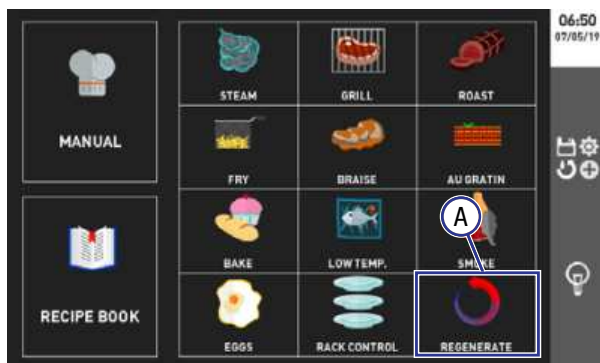 06:50
07/05/19
MANUAL
RECIPE BOOK
STEAM
GRILL
ROAST
FRY
BRAISE
AU GRATIN
A
BAKE
LOW TEMP.
SMOKE
EGGS
RACK CONTROL
REGENERATE